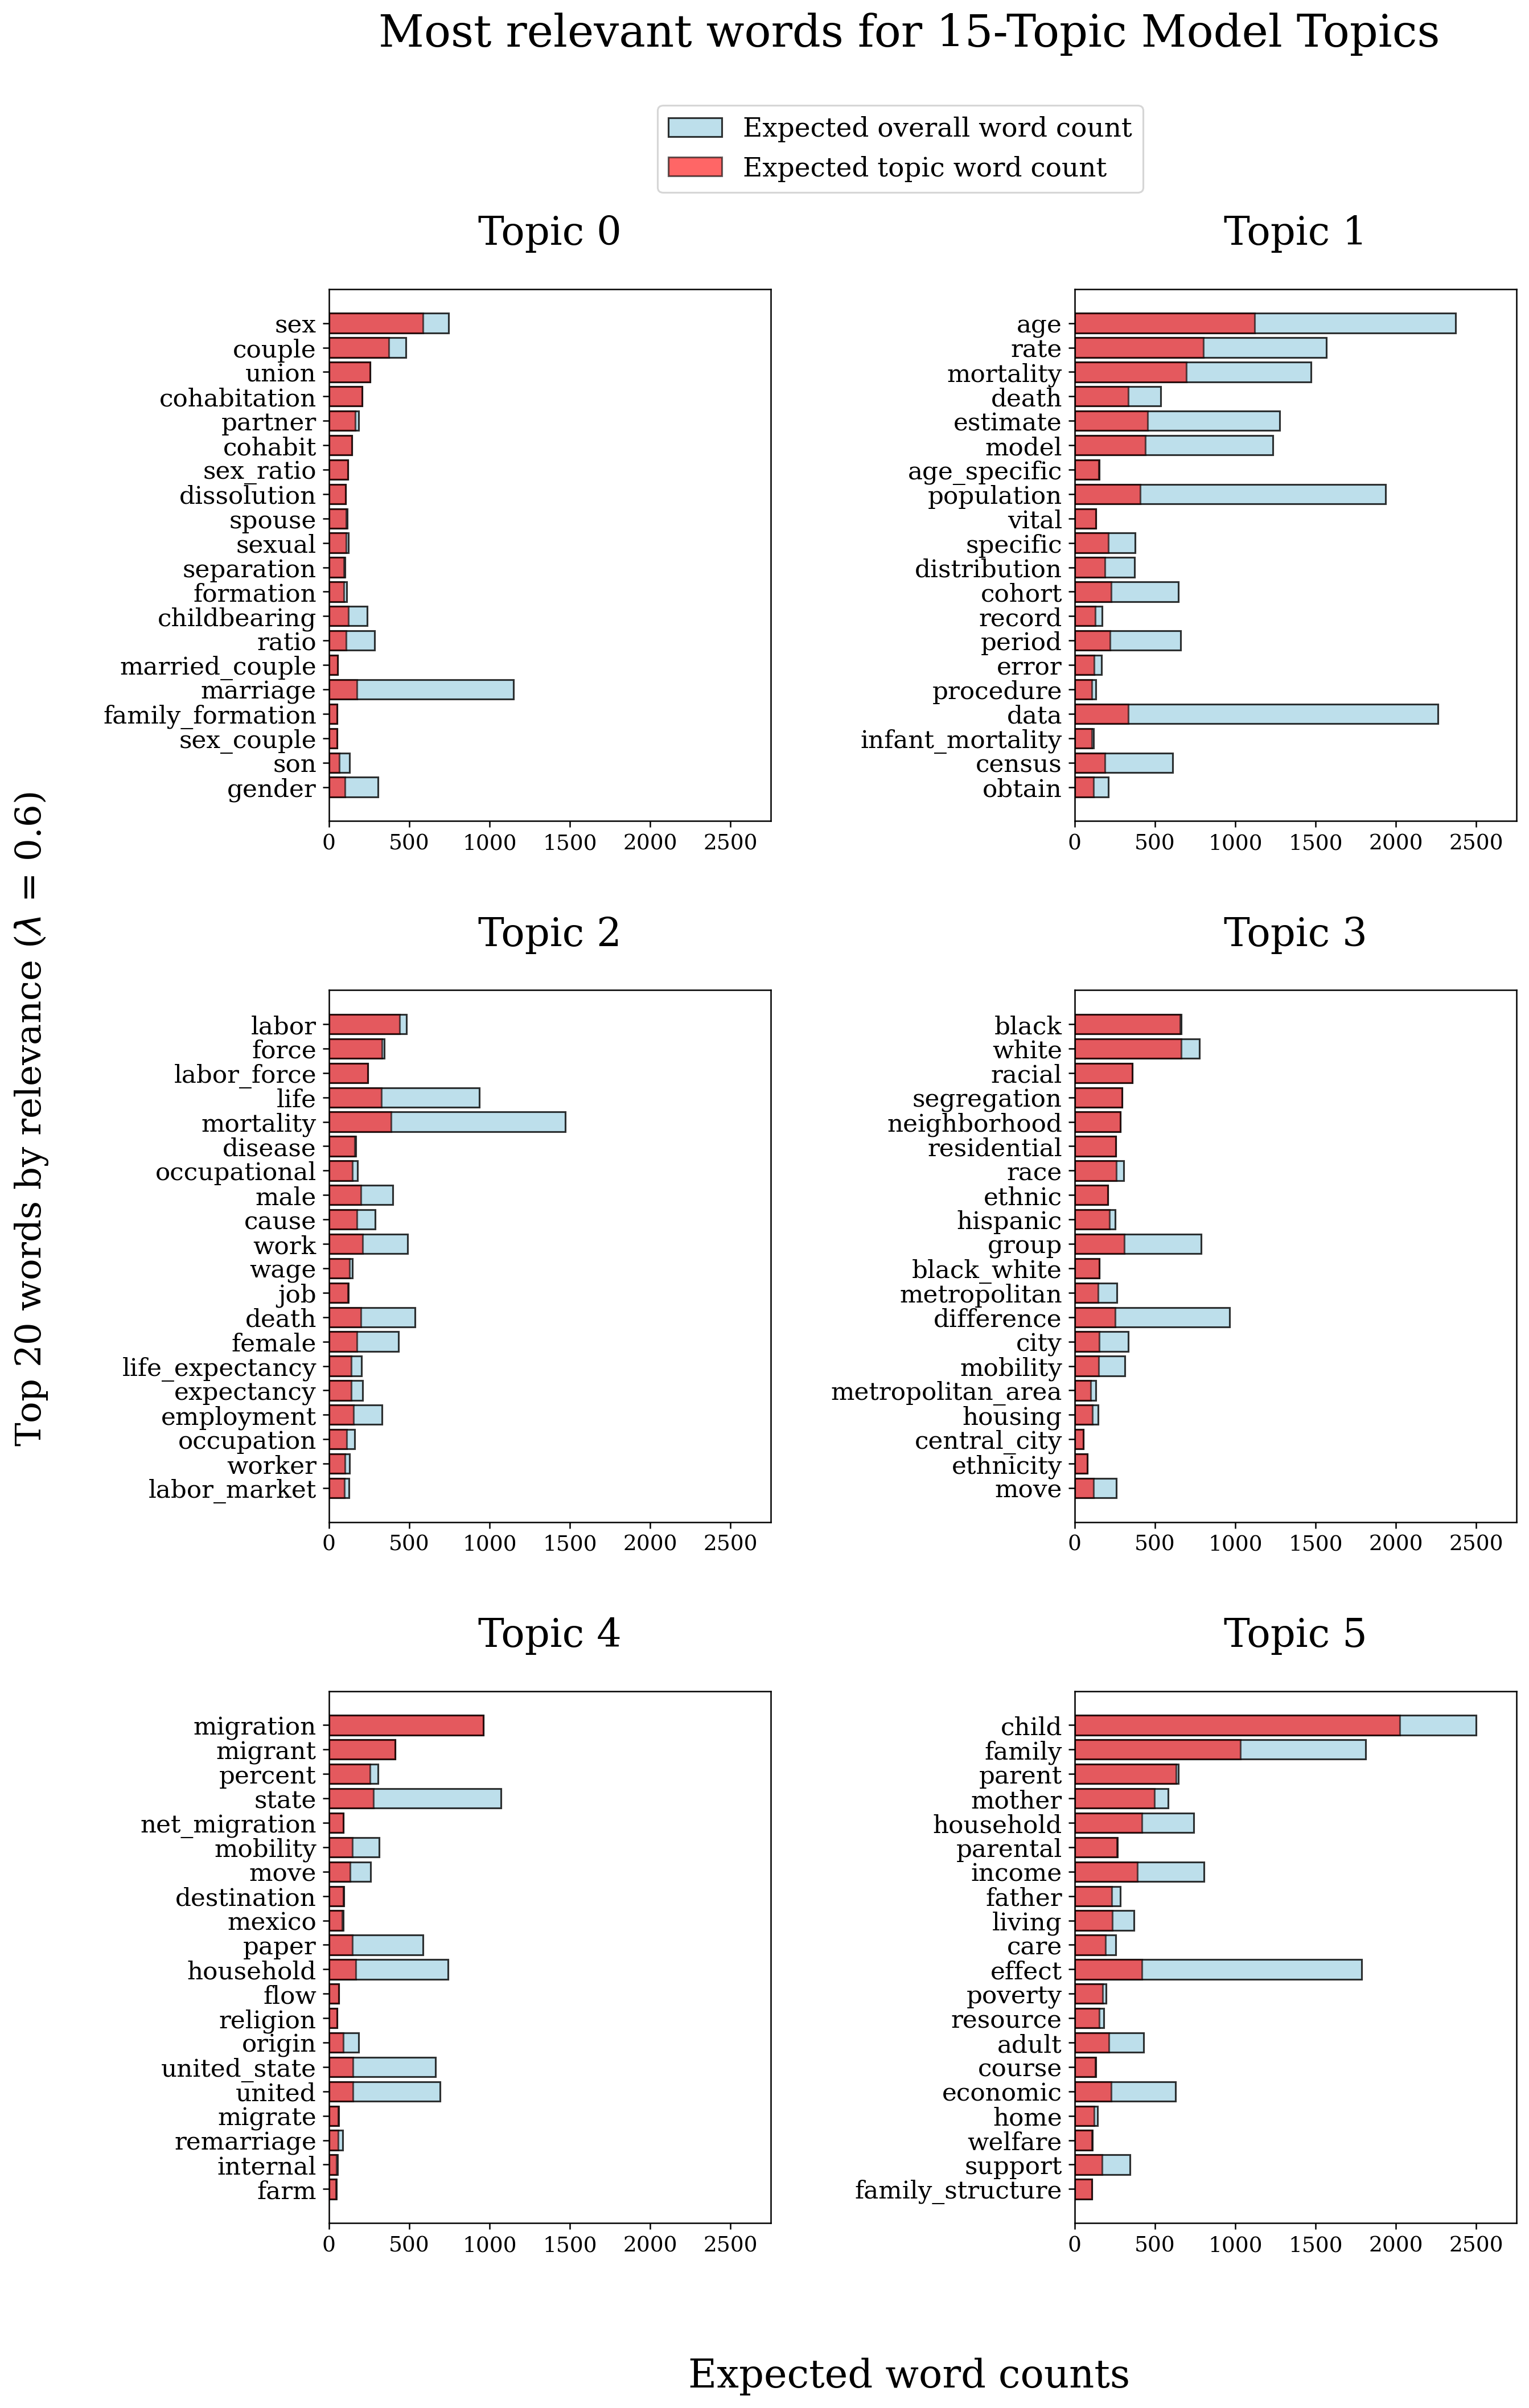 Most relevant words for 15-Topic Model Topics
Expected overall word count
Expected topic word count
Top 20 words by relevance (λ = 0.6)
Topic 0
sex
couple
union
cohabitation
partner
cohabit
sex_ratio
dissolution
spouse
sexual
separation
formation
childbearing
ratio
married_couple
marriage
family_formation
sex_couple
son
gender
0 500 1000 1500 2000 2500
Topic 1
age
rate
mortality
death
estimate
model
age_specific
population
vital
specific
distribution
cohort
record
period
error
procedure
data
infant_mortality
census
obtain
0 500 1000 1500 2000 2500
Topic 2
labor
force
labor_force
life
mortality
disease
occupational
male
cause
work
wage
job
death
female
life_expectancy
expectancy
employment
occupation
worker
labor_market
0 500 1000 1500 2000 2500
Topic 3
black
white
racial
segregation
neighborhood
residential
race
ethnic
hispanic
group
black_white
metropolitan
difference
city
mobility
metropolitan_area
housing
central_city
ethnicity
move
0 500 1000 1500 2000 2500
Topic 4
migration
migrant
percent
state
net_migration
mobility
move
destination
mexico
paper
household
flow
religion
origin
united_state
united
migrate
remarriage
internal
farm
0 500 1000 1500 2000 2500
Topic 5
child
family
parent
mother
household
parental
income
father
living
care
effect
poverty
resource
adult
course
economic
home
welfare
support
family_structure
0 500 1000 1500 2000 2500
Expected word counts